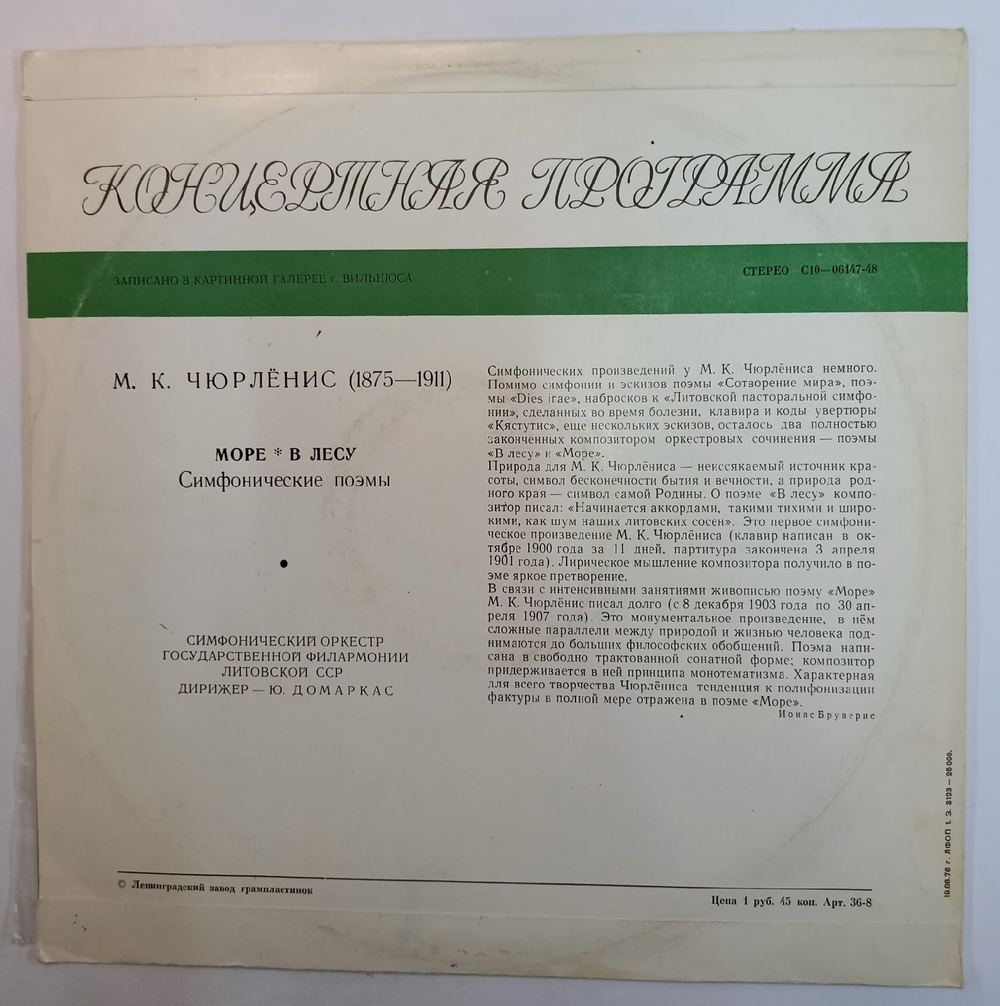 КОНЦЕРТНАЯ ПРОГРАММА
ЗАПИСАНО В КАРТИННОЙ ГАЛЕРЕЕ г. ВИЛЬНЮСА
СТЕРЕО С10—06147-48
М. К. ЧЮРЛЁНИС (1875—1911)
МОРЕ * В ЛЕСУ
Симфонические поэмы
СИМФОНИЧЕСКИЙ ОРКЕСТР
ГОСУДАРСТВЕННОЙ ФИЛАРМОНИИ
ЛИТОВСКОЙ ССР
ДИРИЖЕР — Ю. ДОМАРКАС
Симфонических произведений у М. К. Чюрлёниса немного.
Помимо симфонии и эскизов поэмы «Сотворение мира», поэ-
мы «Dies irae», набросков к «Литовской пасторальной симфо-
нии», сделанных во время болезни, клавира и коды увертюры
«Кястутис», еще нескольких эскизов, осталось два полностью
законченных композитором оркестровых сочинения — поэмы
«В лесу» и «Море».
Природа для М. К. Чюрлёниса — неиссякаемый источник кра-
соты, символ бесконечности бытия и вечности, а природа род-
ного края — символ самой Родины. О поэме «В лесу» компо-
зитор писал: «Начинается аккордами, такими тихими и широ-
кими, как шум наших литовских сосен». Это первое симфони-
ческое произведение М. К. Чюрлёниса (клавир написан в ок-
тябре 1900 года за 11 дней, партитура закончена 3 апреля
1901 года). Лирическое мышление композитора получило в по-
эме яркое претворение.
В связи с интенсивными занятиями живописью поэму «Море»
М. К. Чюрлёнис писал долго (с 8 декабря 1903 года по 30 ап-
реля 1907 года). Это монументальное произведение, в нём
сложные параллели между природой и жизнью человека под-
нимаются до больших философских обобщений. Поэма напи-
сана в свободно трактованной сонатной форме; композитор
придерживается в ней принципа монотематизма. Характерная
для всего творчества Чюрлёниса тенденция к полифонизации
фактуры в полной мере отражена в поэме «Море».
Ионас Бруверис
© Ленинградский завод грампластинок
Цена 1 руб. 45 коп. Арт. 36-8
19.08.76 г. ЛФОП 1. З. 3123 — 25 000.